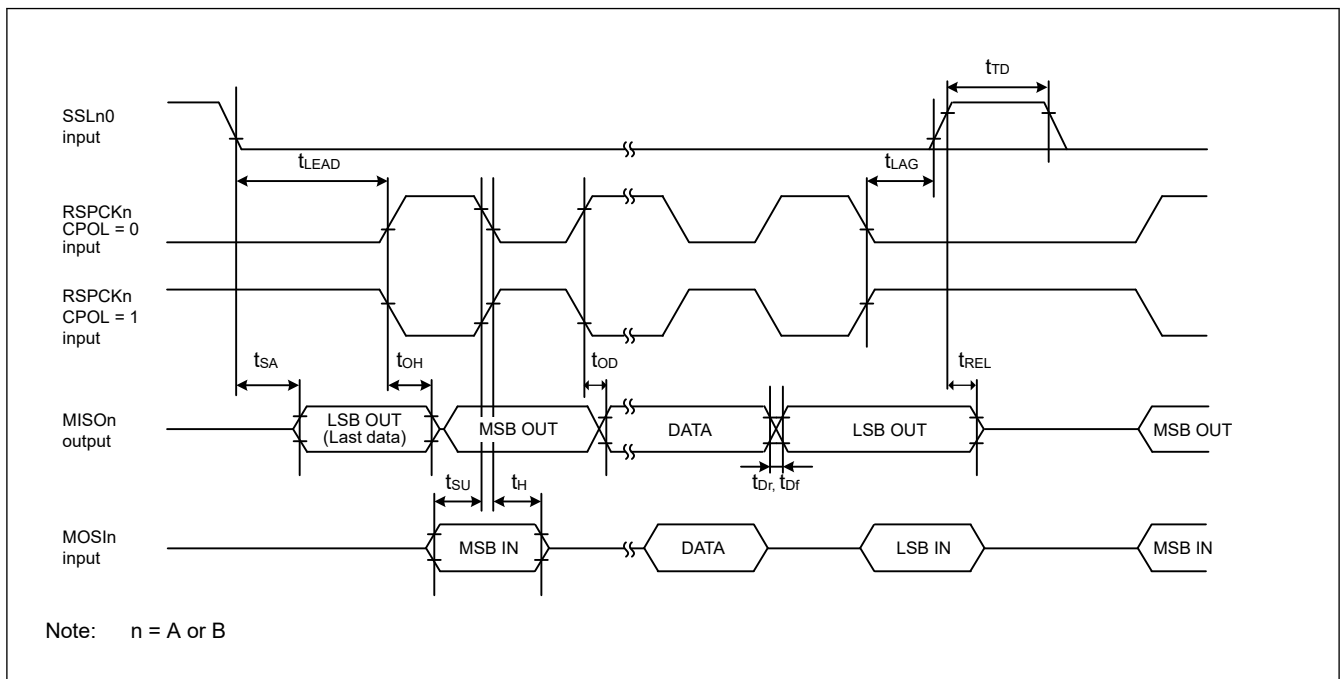 tTD
SSLn0
input
tLEAD
tLAG
RSPCKn
CPOL = 0
input
RSPCKn
CPOL = 1
input
tSA
tOH
tOD
tREL
MISOn
output
LSB OUT
(Last data)
MSB OUT
DATA
LSB OUT
MSB OUT
tSU
tH
tDr, tDf
MOSIn
input
MSB IN
DATA
LSB IN
MSB IN
Note: n = A or B